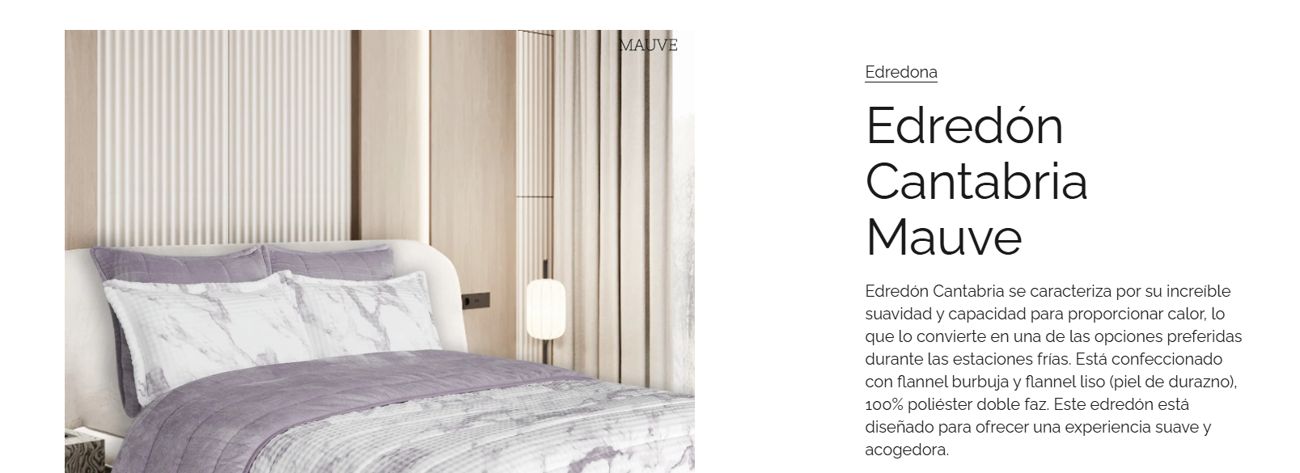 MAUVE
Edredona
Edredón
Cantabria
Mauve
Edredón Cantabria se caracteriza por su increíble
suavidad y capacidad para proporcionar calor, lo
que lo convierte en una de las opciones preferidas
durante las estaciones frías. Está confeccionado
con flannel burbuja y flannel liso (piel de durazno),
100% poliéster doble faz. Este edredón está
diseñado para ofrecer una experiencia suave y
acogedora.